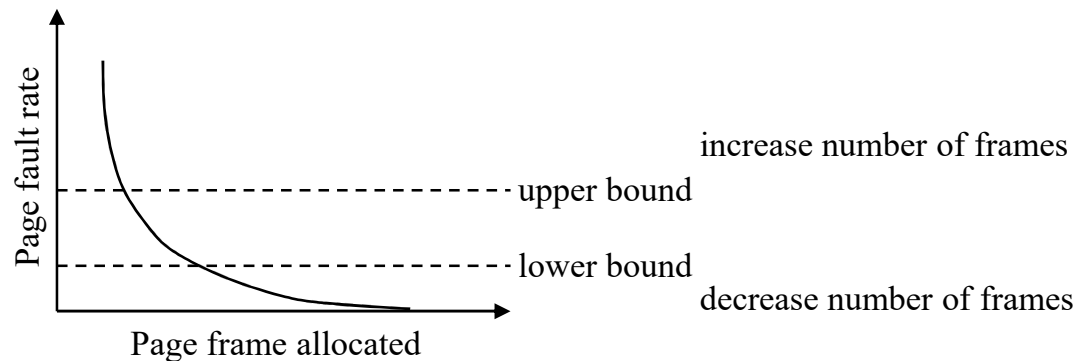 Page fault rate
increase number of frames
upper bound
lower bound
decrease number of frames
Page frame allocated